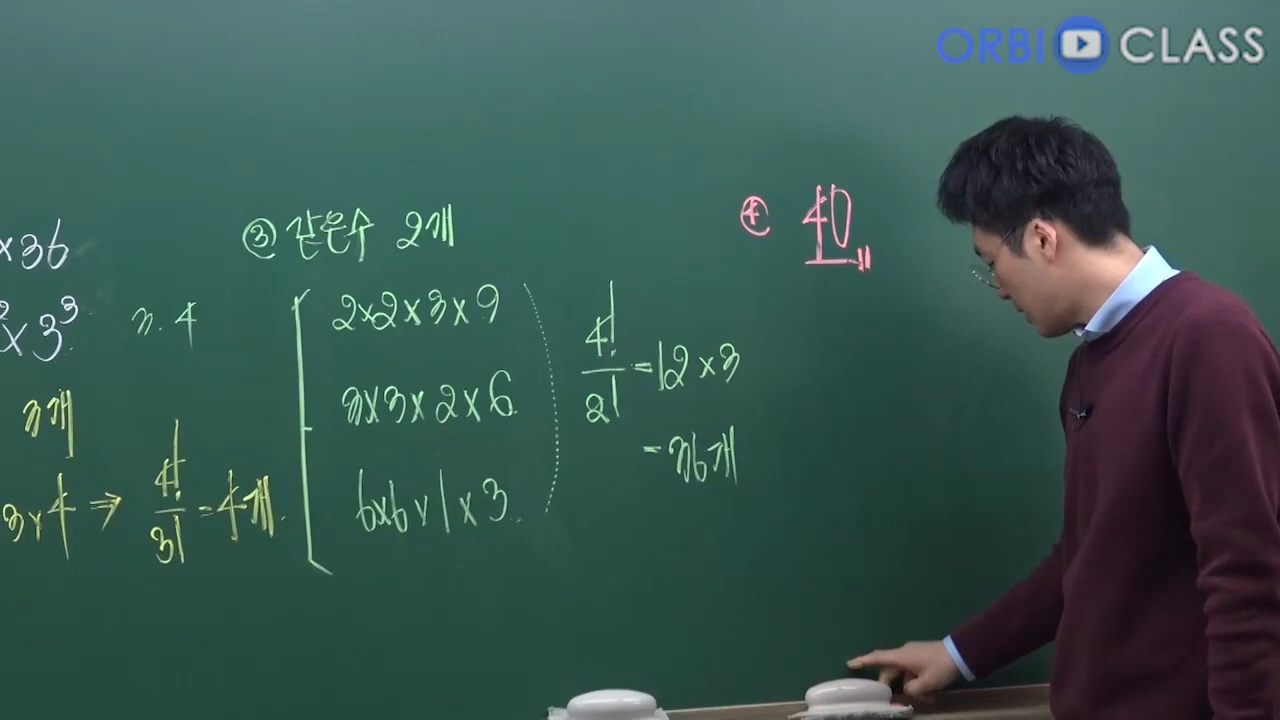 ORBI CLASS
×36
²×3³
n. 4
3개
3×4 ⇒ 4!/3! = 4개.
③ 같은수 2개
2×2×3×9
3×3×2×6
6×6×1×3
4!/2! = 12×3
= 36개
④ 40